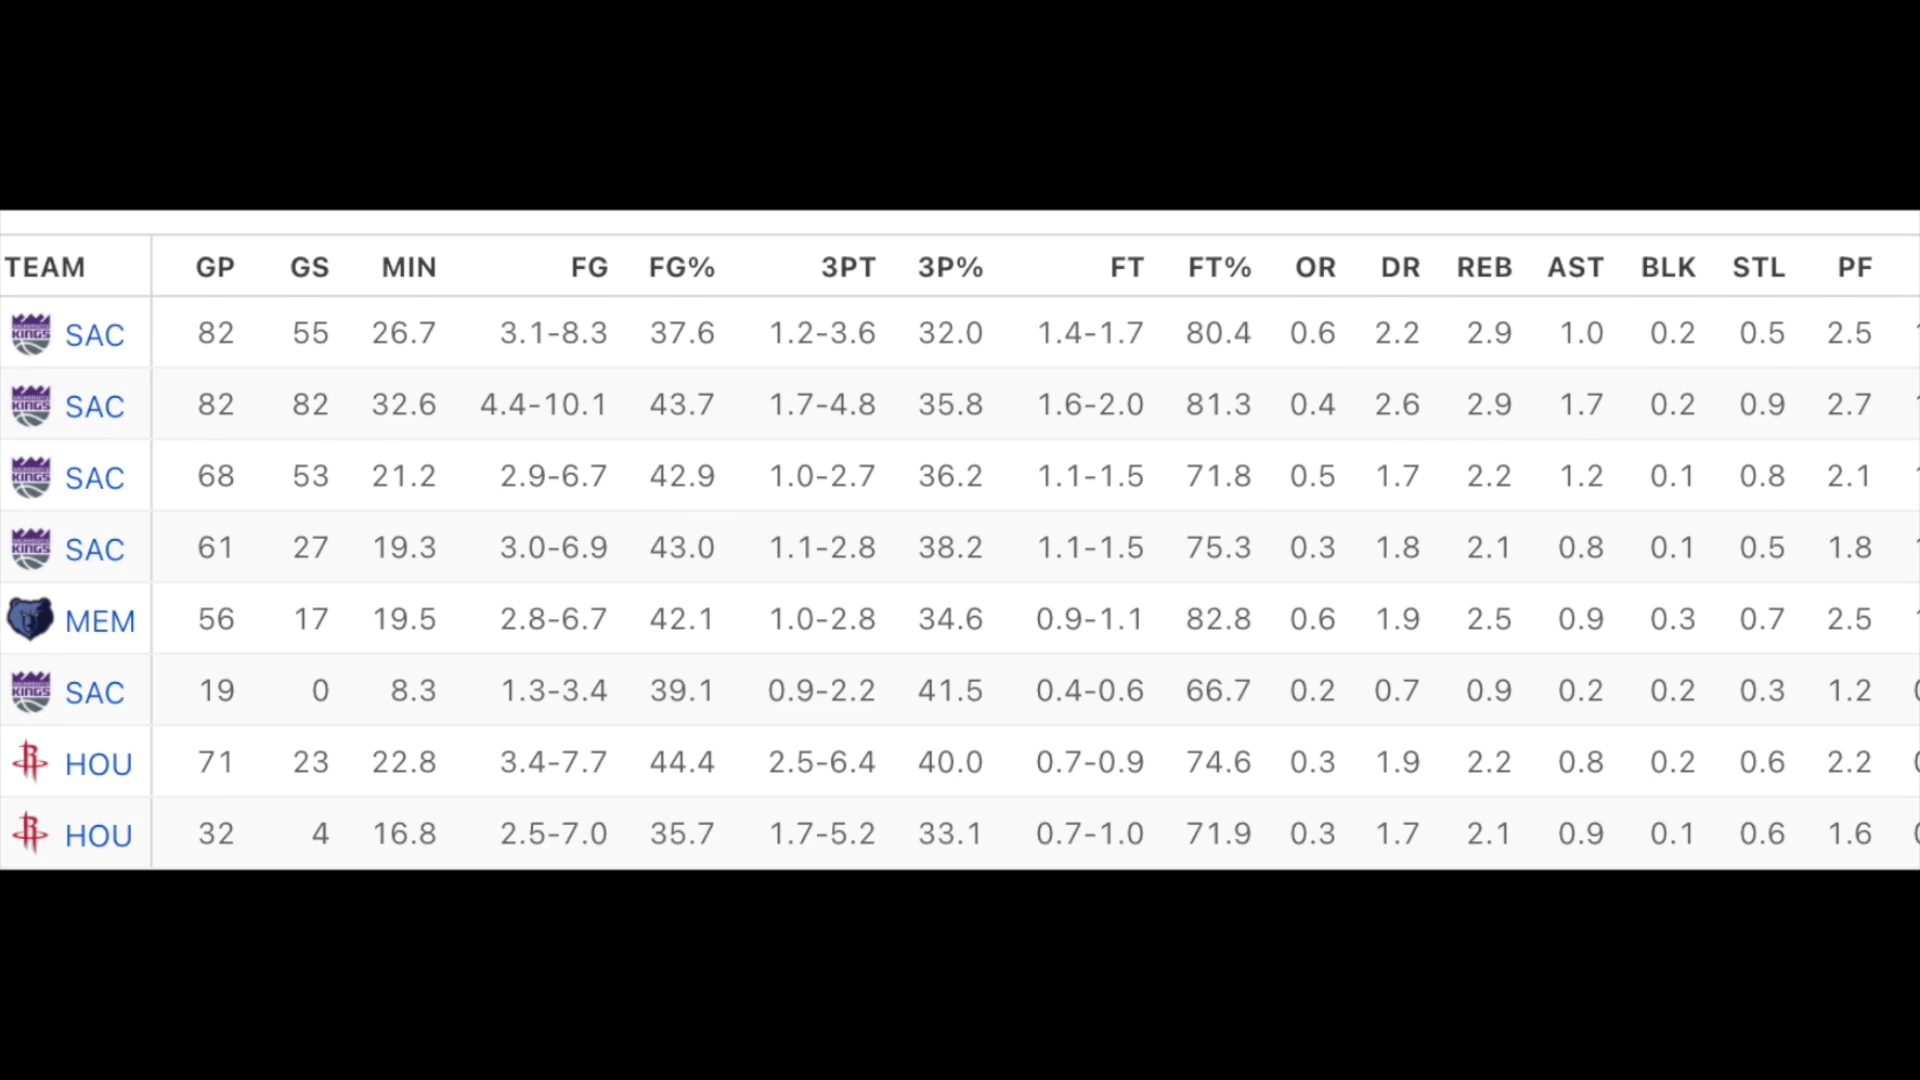 TEAM GP GS MIN FG FG% 3PT 3P% FT FT% OR DR REB AST BLK STL PF
KINGS SAC 82 55 26.7 3.1-8.3 37.6 1.2-3.6 32.0 1.4-1.7 80.4 0.6 2.2 2.9 1.0 0.2 0.5 2.5
KINGS SAC 82 82 32.6 4.4-10.1 43.7 1.7-4.8 35.8 1.6-2.0 81.3 0.4 2.6 2.9 1.7 0.2 0.9 2.7
KINGS SAC 68 53 21.2 2.9-6.7 42.9 1.0-2.7 36.2 1.1-1.5 71.8 0.5 1.7 2.2 1.2 0.1 0.8 2.1
KINGS SAC 61 27 19.3 3.0-6.9 43.0 1.1-2.8 38.2 1.1-1.5 75.3 0.3 1.8 2.1 0.8 0.1 0.5 1.8
MEM 56 17 19.5 2.8-6.7 42.1 1.0-2.8 34.6 0.9-1.1 82.8 0.6 1.9 2.5 0.9 0.3 0.7 2.5
KINGS SAC 19 0 8.3 1.3-3.4 39.1 0.9-2.2 41.5 0.4-0.6 66.7 0.2 0.7 0.9 0.2 0.2 0.3 1.2
R HOU 71 23 22.8 3.4-7.7 44.4 2.5-6.4 40.0 0.7-0.9 74.6 0.3 1.9 2.2 0.8 0.2 0.6 2.2
R HOU 32 4 16.8 2.5-7.0 35.7 1.7-5.2 33.1 0.7-1.0 71.9 0.3 1.7 2.1 0.9 0.1 0.6 1.6